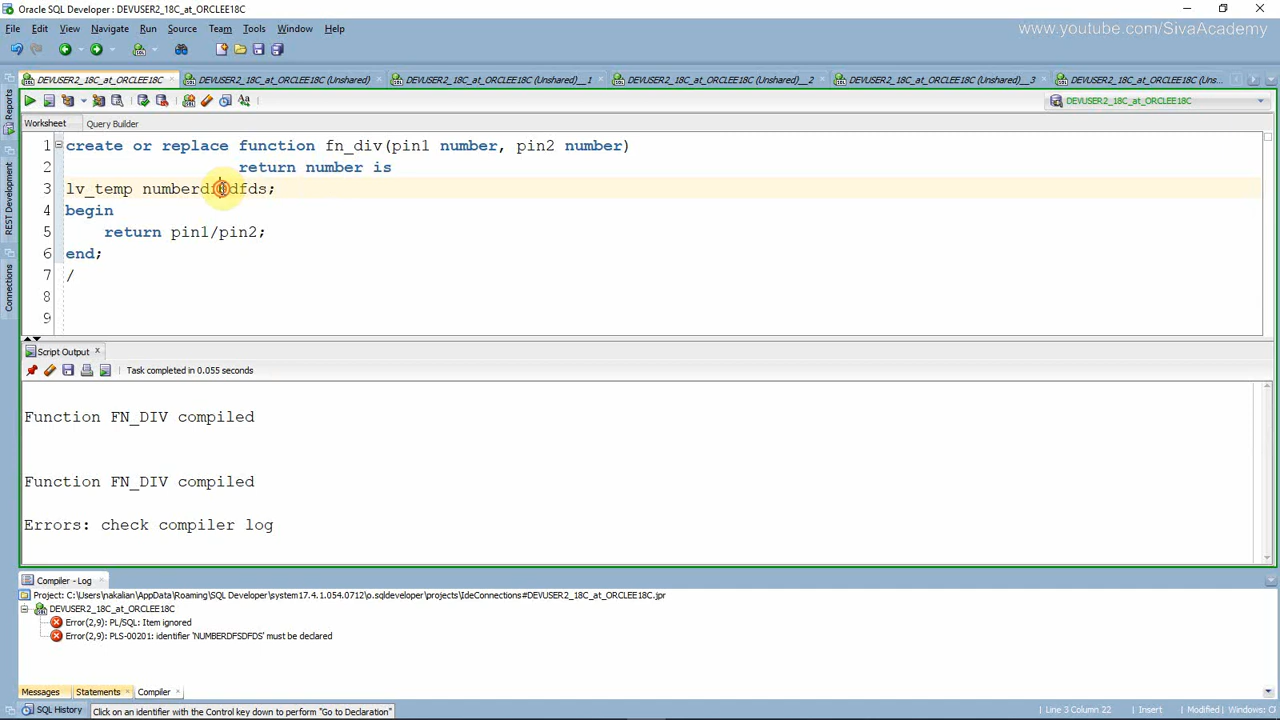 Oracle SQL Developer: DEVUSER2_18C_at_ORCLEE18C
File Edit View Navigate Run Source Team Tools Window Help
www.youtube.com/SivaAcademy
DEVUSER2_18C_at_ORCLEE18C
DEVUSER2_18C_at_ORCLEE18C (Unshared)
DEVUSER2_18C_at_ORCLEE18C (Unshared)__1
DEVUSER2_18C_at_ORCLEE18C (Unshared)__2
DEVUSER2_18C_at_ORCLEE18C (Unshared)__3
DEVUSER2_18C_at_ORCLEE18C (Uns...
Reports
REST Development
Connections
DEVUSER2_18C_at_ORCLEE18C
Worksheet Query Builder
1 create or replace function fn_div(pin1 number, pin2 number)
2 return number is
3 lv_temp numberdfsdfds;
4 begin
5 return pin1/pin2;
6 end;
7 /
8
9
Script Output
Task completed in 0.055 seconds
Function FN_DIV compiled
Function FN_DIV compiled
Errors: check compiler log
Compiler - Log
Project: C:\Users\nakalian\AppData\Roaming\SQL Developer\system17.4.1.054.0712/o.sqldeveloper\projects\IdeConnections#DEVUSER2_18C_at_ORCLEE18C.jpr
DEVUSER2_18C_at_ORCLEE18C
Error(2,9): PL/SQL: Item ignored
Error(2,9): PLS-00201: identifier 'NUMBERDFSDFDS' must be declared
Messages Statements Compiler
SQL History Click on an identifier with the Control key down to perform "Go to Declaration" Line 3 Column 22 Insert Modified Windows: Cl